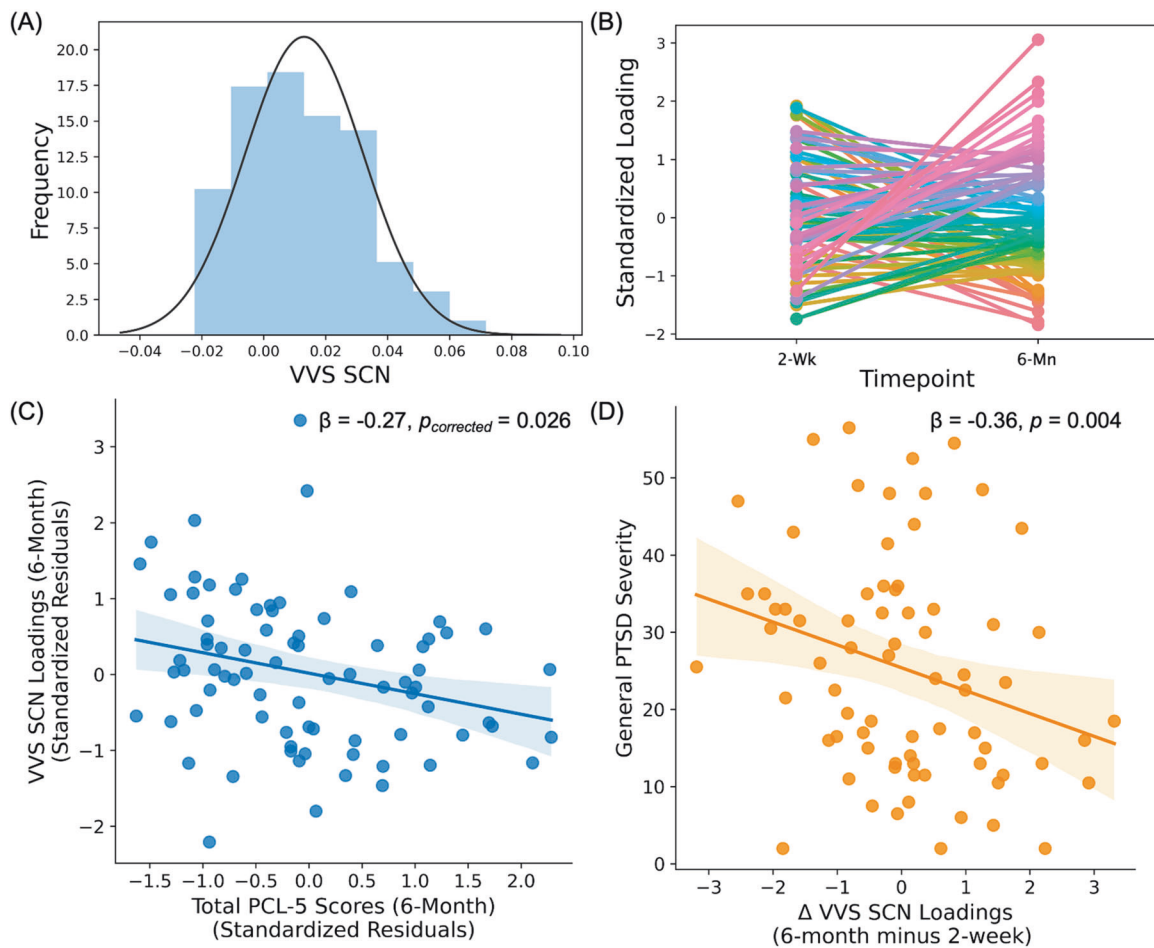 (A)
Frequency
20.0
17.5
15.0
12.5
10.0
7.5
5.0
2.5
0.0
−0.04 −0.02 0.00 0.02 0.04 0.06 0.08 0.10
VVS SCN
(B)
Standardized Loading
3
2
1
0
−1
−2
2-Wk 6-Mn
Timepoint
(C)
β = -0.27, pcorrected = 0.026
VVS SCN Loadings (6-Month)
(Standardized Residuals)
3
2
1
0
−1
−2
−1.5 −1.0 −0.5 0.0 0.5 1.0 1.5 2.0
Total PCL-5 Scores (6-Month)
(Standardized Residuals)
(D)
β = -0.36, p = 0.004
General PTSD Severity
50
40
30
20
10
0
−3 −2 −1 0 1 2 3
Δ VVS SCN Loadings
(6-month minus 2-week)